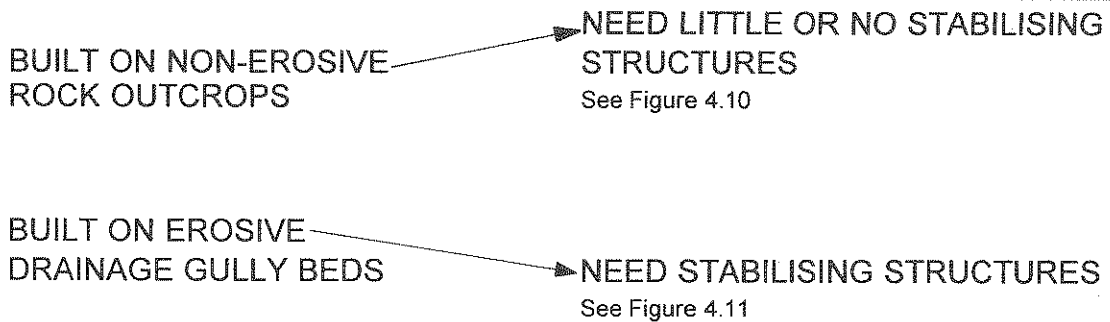 BUILT ON NON-EROSIVE
ROCK OUTCROPS
NEED LITTLE OR NO STABILISING
STRUCTURES
See Figure 4.10
BUILT ON EROSIVE
DRAINAGE GULLY BEDS
NEED STABILISING STRUCTURES
See Figure 4.11